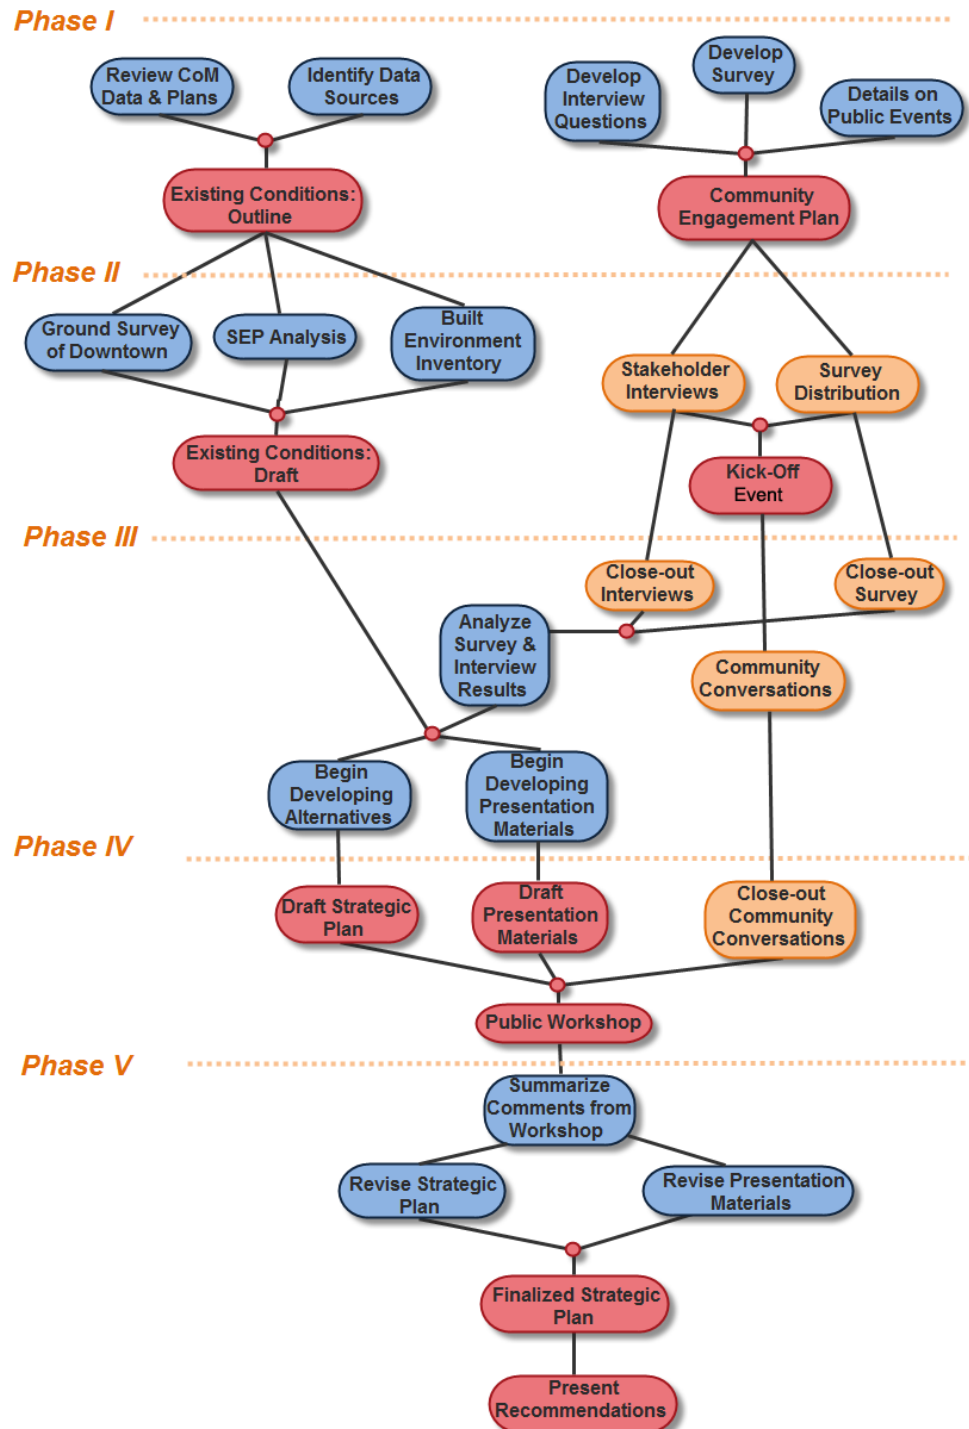 Phase I
Review CoM
Data & Plans
Identify Data
Sources
Develop
Interview
Questions
Develop
Survey
Details on
Public Events
Existing Conditions:
Outline
Community
Engagement Plan
Phase II
Ground Survey
of Downtown
SEP Analysis
Built
Environment
Inventory
Stakeholder
Interviews
Survey
Distribution
Existing Conditions:
Draft
Kick-Off
Event
Phase III
Close-out
Interviews
Close-out
Survey
Analyze
Survey &
Interview
Results
Community
Conversations
Begin
Developing
Alternatives
Begin
Developing
Presentation
Materials
Phase IV
Draft Strategic
Plan
Draft
Presentation
Materials
Close-out
Community
Conversations
Public Workshop
Phase V
Summarize
Comments from
Workshop
Revise Strategic
Plan
Revise Presentation
Materials
Finalized Strategic
Plan
Present
Recommendations